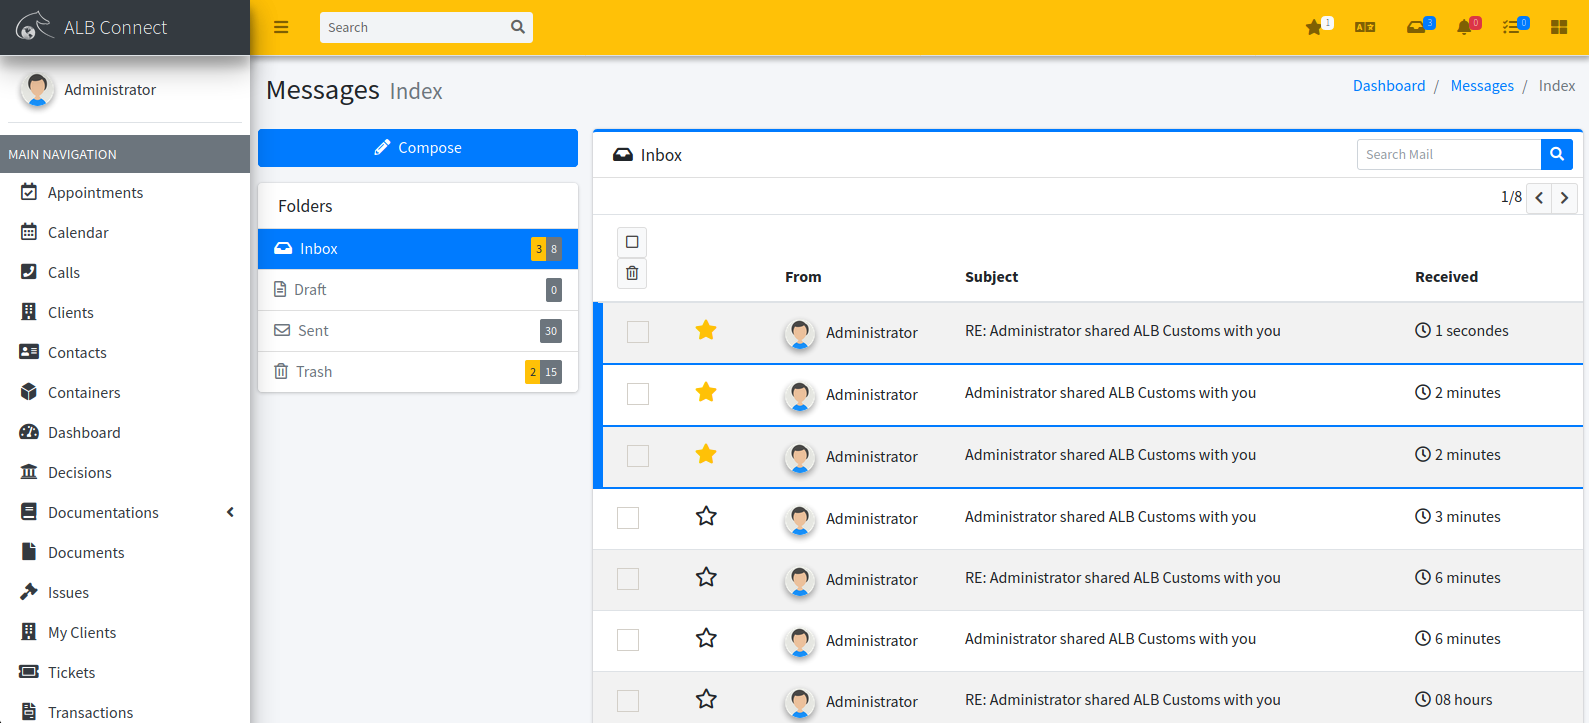 ALB Connect
Search
1
3
0
0
Administrator
Messages Index
Dashboard / Messages / Index
MAIN NAVIGATION
Appointments
Calendar
Calls
Clients
Contacts
Containers
Dashboard
Decisions
Documentations
Documents
Issues
My Clients
Tickets
Transactions
Compose
Folders
Inbox 3 8
Draft 0
Sent 30
Trash 2 15
Inbox
Search Mail
1/8
From Subject Received
Administrator RE: Administrator shared ALB Customs with you 1 secondes
Administrator Administrator shared ALB Customs with you 2 minutes
Administrator Administrator shared ALB Customs with you 2 minutes
Administrator Administrator shared ALB Customs with you 3 minutes
Administrator RE: Administrator shared ALB Customs with you 6 minutes
Administrator Administrator shared ALB Customs with you 6 minutes
Administrator RE: Administrator shared ALB Customs with you 08 hours